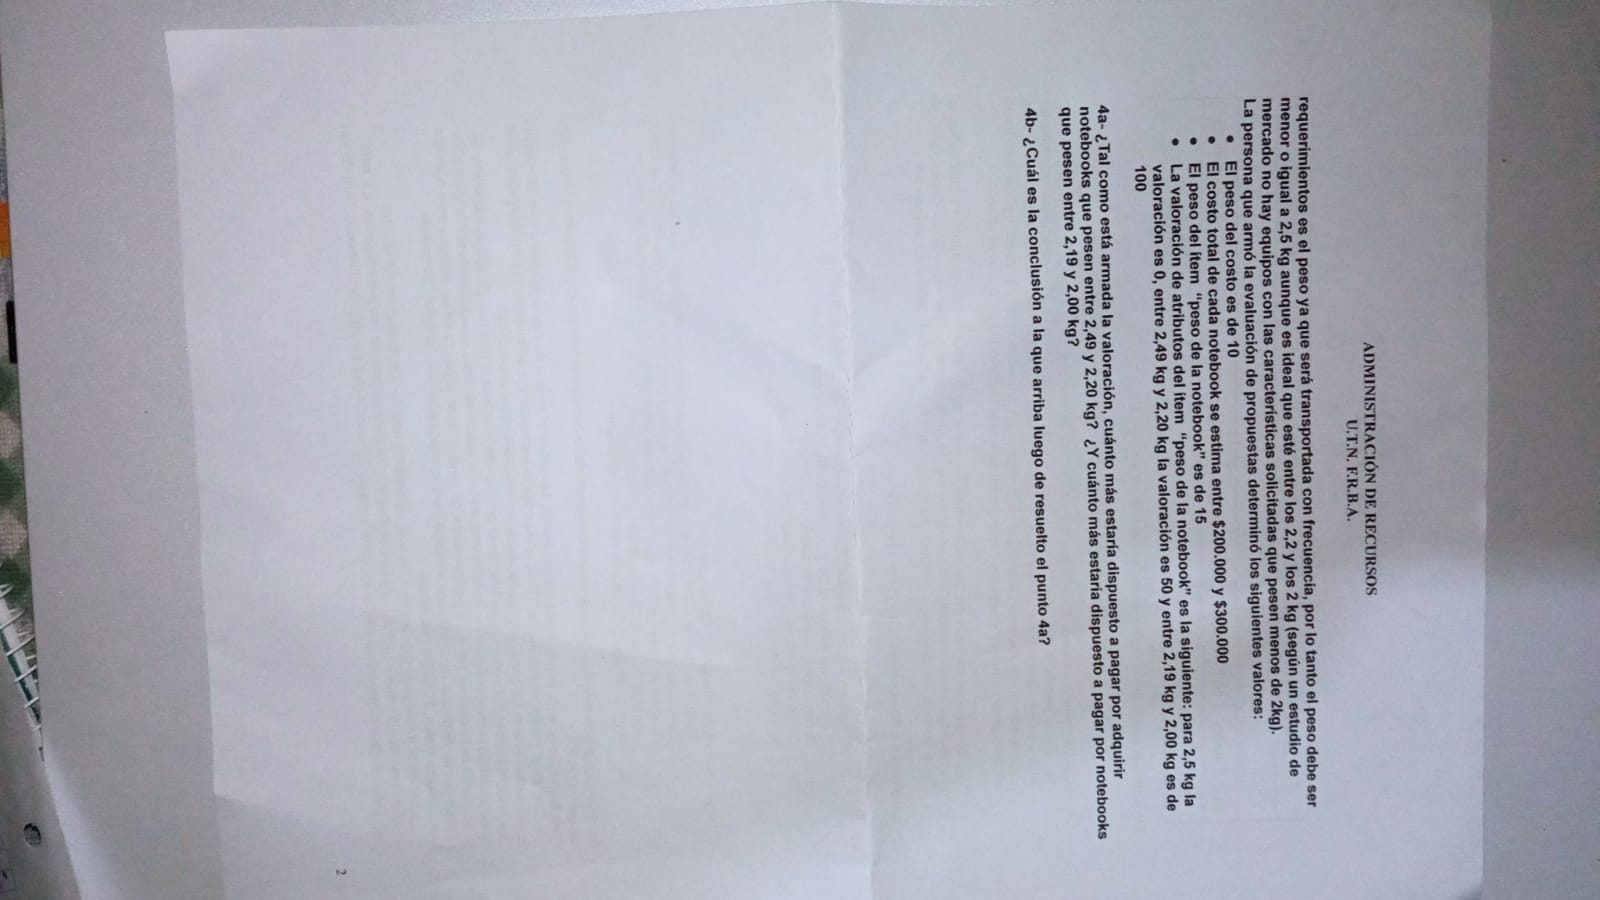 ADMINISTRACIÓN DE RECURSOS
U.T.N. F.R.B.A.
requerimientos es el peso ya que será transportada con frecuencia, por lo tanto el peso debe ser
menor o igual a 2,5 kg aunque es ideal que esté entre los 2,2 y los 2 kg (según un estudio de
mercado no hay equipos con las características solicitadas que pesen menos de 2kg).
La persona que armó la evaluación de propuestas determinó los siguientes valores:
• El peso del costo es de 10
• El costo total de cada notebook se estima entre $200.000 y $300.000
• El peso del ítem “peso de la notebook” es de 15
• La valoración de atributos del ítem “peso de la notebook” es la siguiente: para 2,5 kg la
valoración es 0, entre 2,49 kg y 2,20 kg la valoración es 50 y entre 2,19 kg y 2,00 kg es de
100
4a- ¿Tal como está armada la valoración, cuánto más estaría dispuesto a pagar por adquirir
notebooks que pesen entre 2,49 y 2,20 kg? ¿Y cuánto más estaría dispuesto a pagar por notebooks
que pesen entre 2,19 y 2,00 kg?
4b- ¿Cuál es la conclusión a la que arriba luego de resuelto el punto 4a?
2